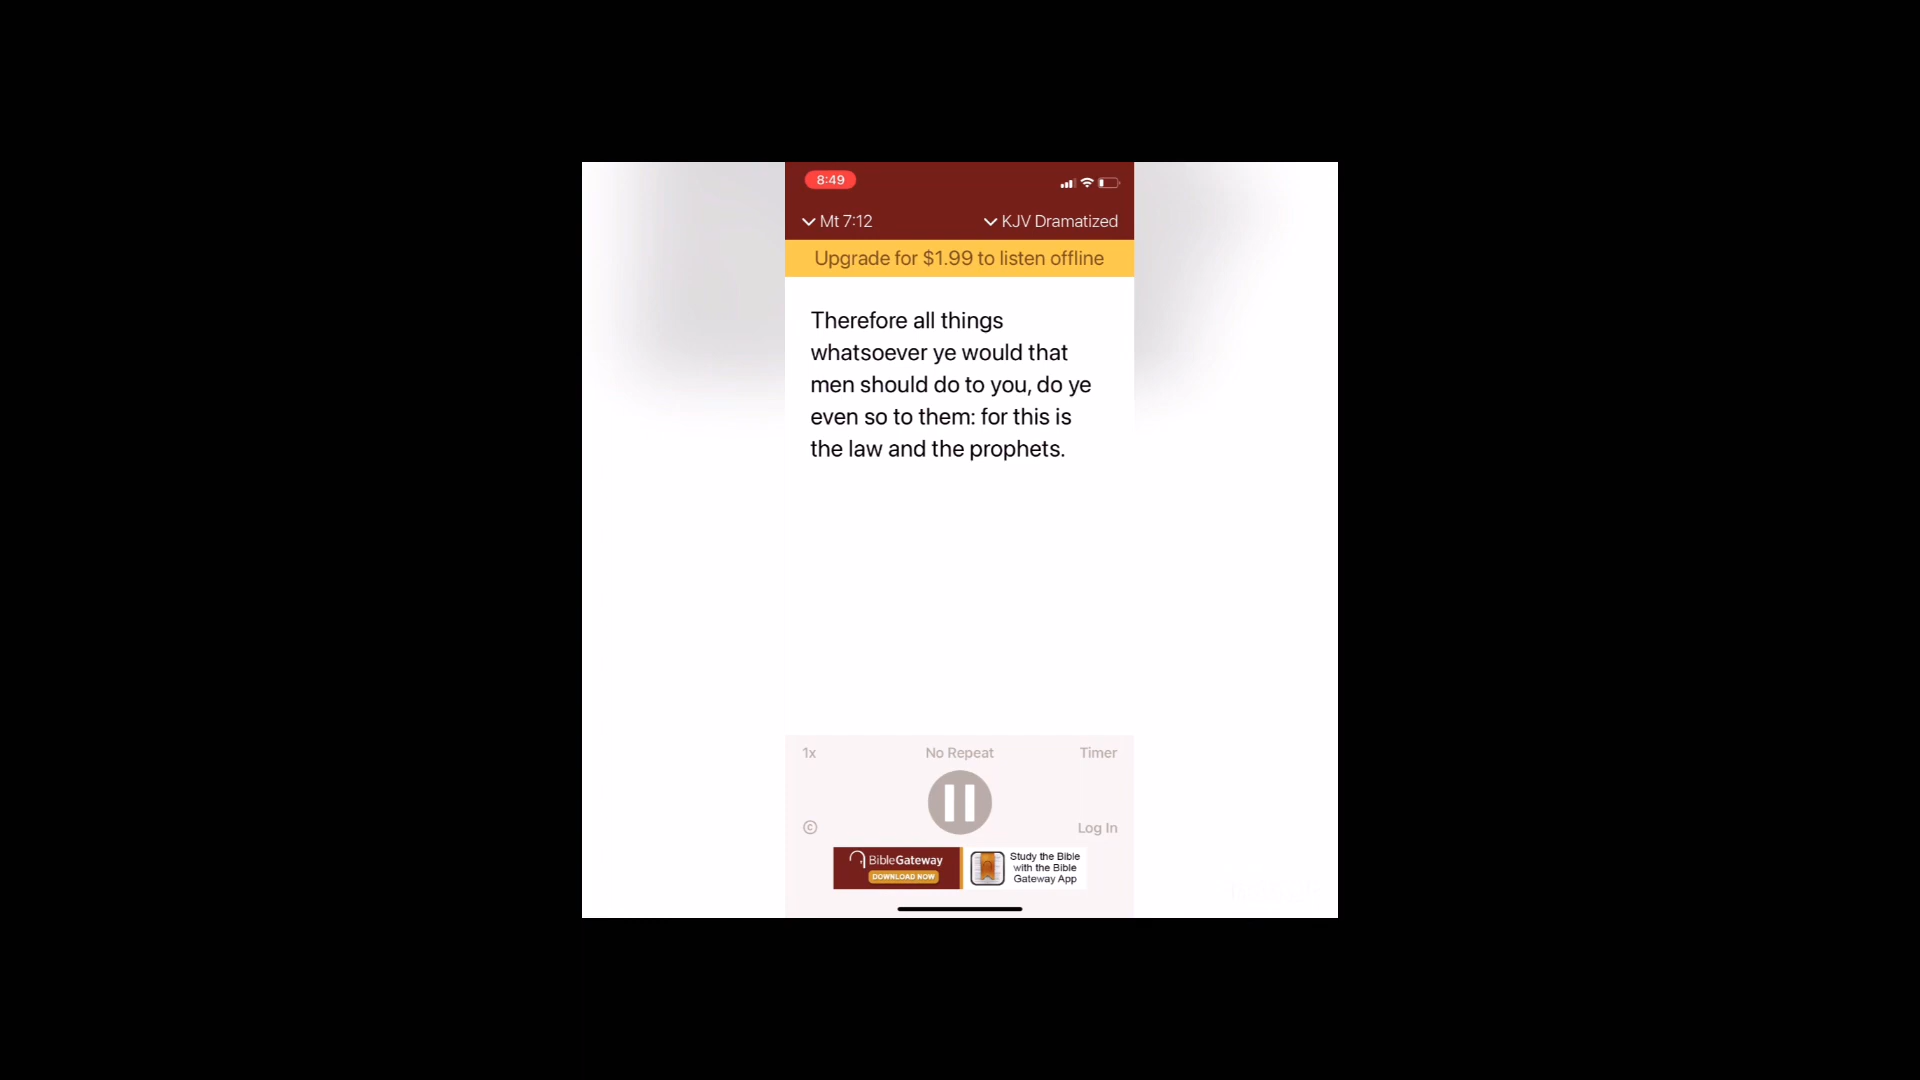 8:49
Mt 7:12
KJV Dramatized
Upgrade for $1.99 to listen offline
Therefore all things
whatsoever ye would that
men should do to you, do ye
even so to them: for this is
the law and the prophets.
1x
No Repeat
Timer
©
Log In
BibleGateway
DOWNLOAD NOW
Study the Bible
with the Bible
Gateway App